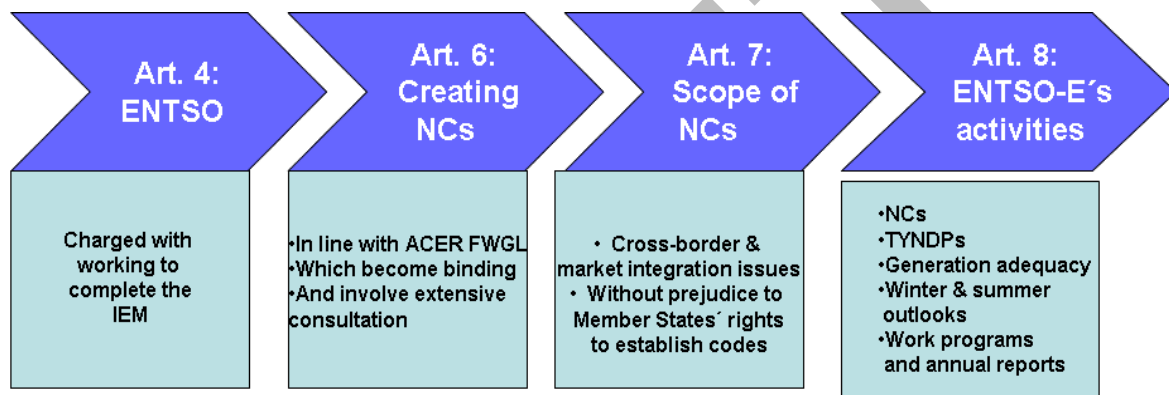 Art. 4:
ENTSO
Art. 6:
Creating
NCs
Art. 7:
Scope of
NCs
Art. 8:
ENTSO-E´s
activities
Charged with
working to
complete the
IEM
•In line with ACER FWGL
•Which become binding
•And involve extensive
consultation
• Cross-border &
market integration issues
• Without prejudice to
Member States´ rights
to establish codes
•NCs
•TYNDPs
•Generation adequacy
•Winter & summer
outlooks
•Work programs
and annual reports